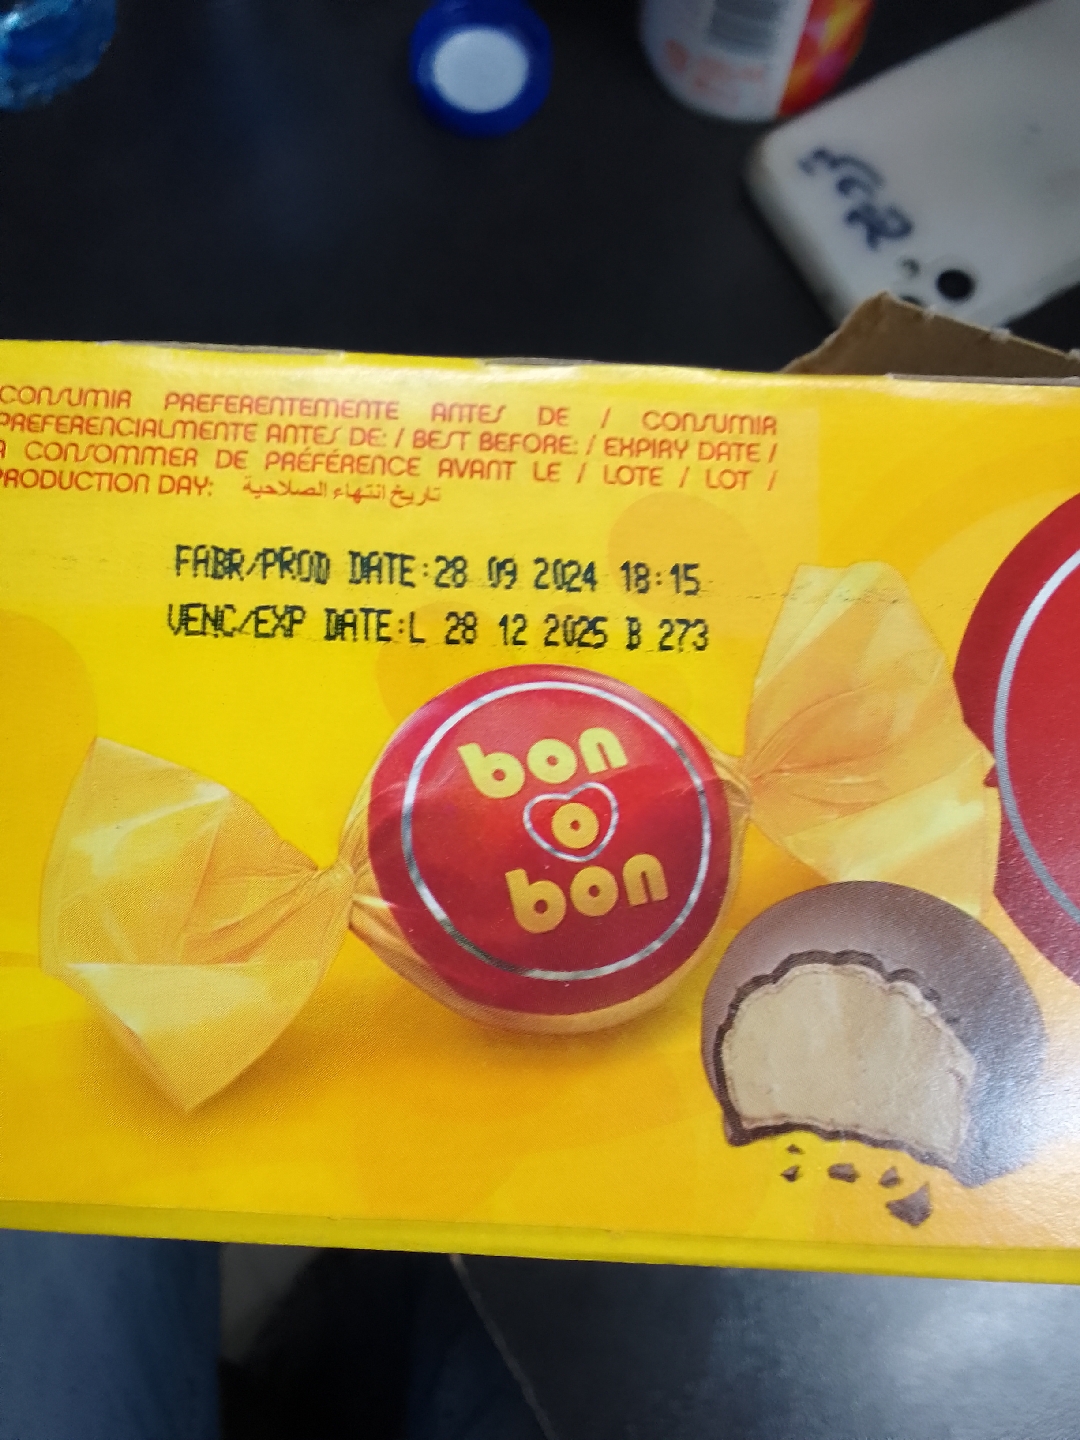 CONSUMIR PREFERENTEMENTE ANTES DE / CONSUMIR
PREFERENCIALMENTE ANTES DE: / BEST BEFORE: / EXPIRY DATE /
A CONSOMMER DE PRÉFÉRENCE AVANT LE / LOTE / LOT /
PRODUCTION DAY: تاريخ انتهاء الصلاحية
FABR/PROD DATE:28 09 2024 18:15
VENC/EXP DATE:L 28 12 2025 B 273
bon
o
bon